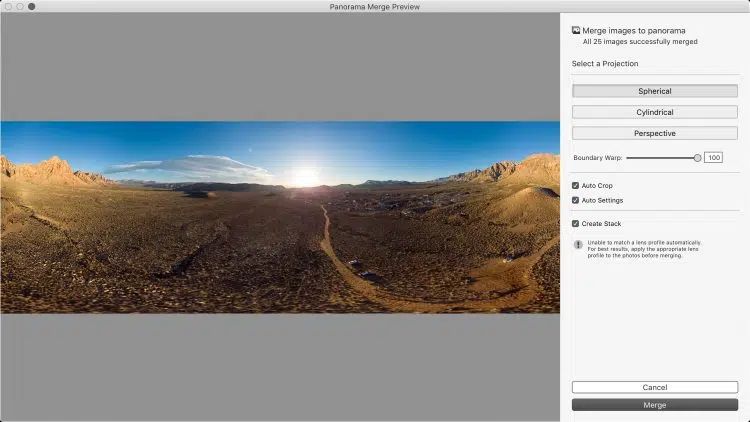 Panorama Merge Preview
Merge images to panorama
All 25 images successfully merged
Select a Projection
Spherical
Cylindrical
Perspective
Boundary Warp: 100
Auto Crop
Auto Settings
Create Stack
Unable to match a lens profile automatically.
For best results, apply the appropriate lens
profile to the photos before merging.
Cancel
Merge